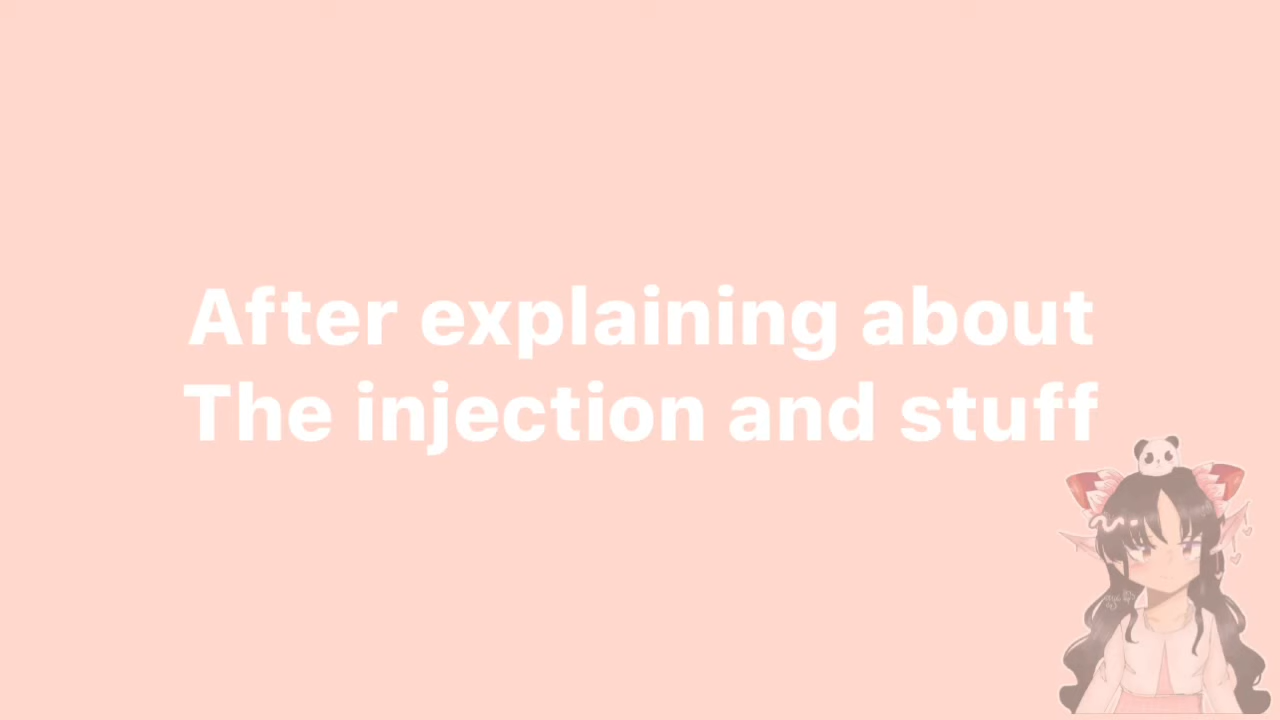 After explaining about
The injection and stuff